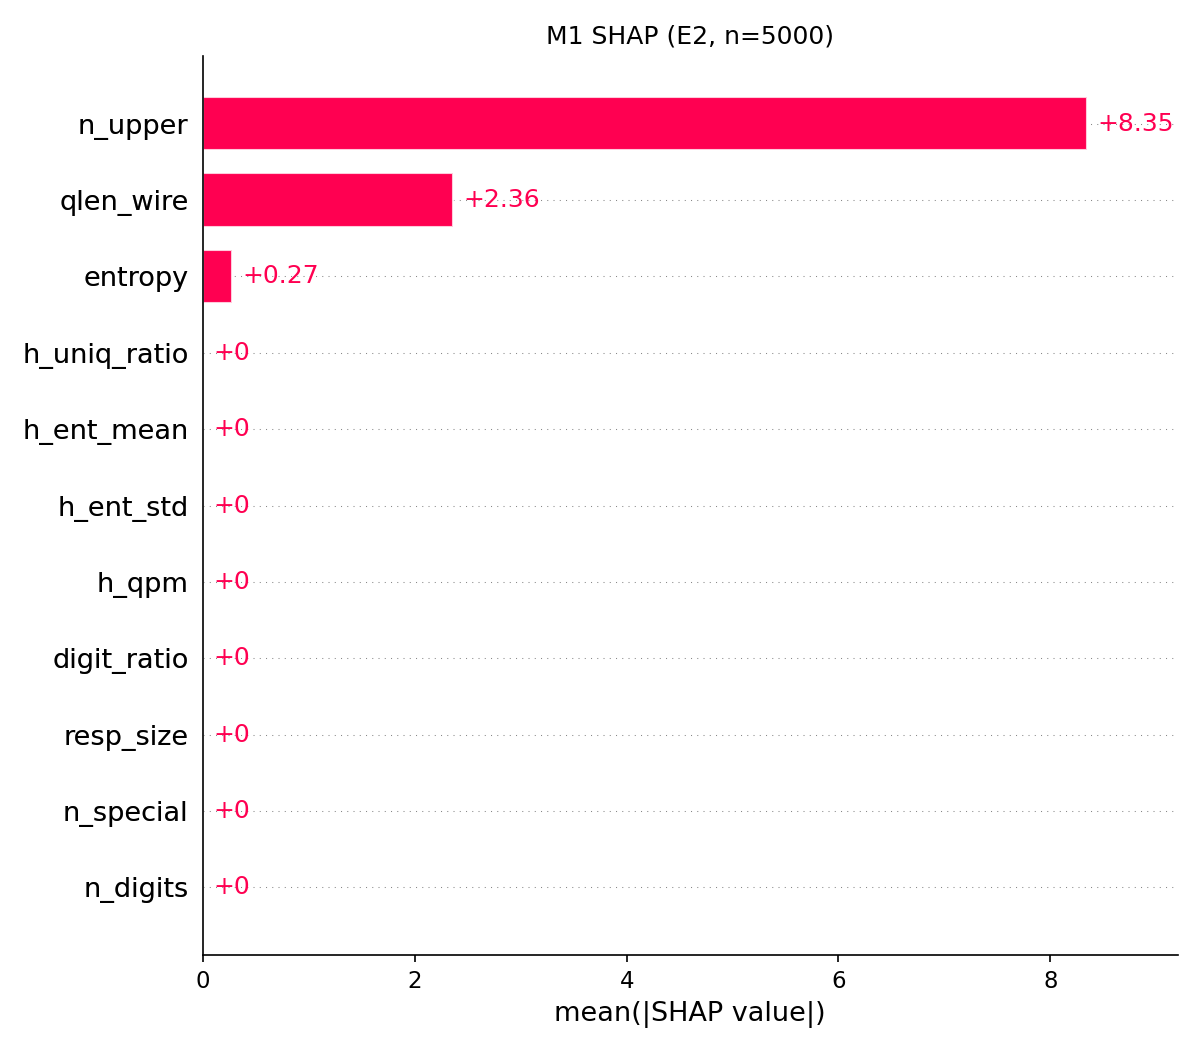 M1 SHAP (E2, n=5000)
n_upper +8.35
qlen_wire +2.36
entropy +0.27
h_uniq_ratio +0
h_ent_mean +0
h_ent_std +0
h_qpm +0
digit_ratio +0
resp_size +0
n_special +0
n_digits +0
0 2 4 6 8
mean(|SHAP value|)